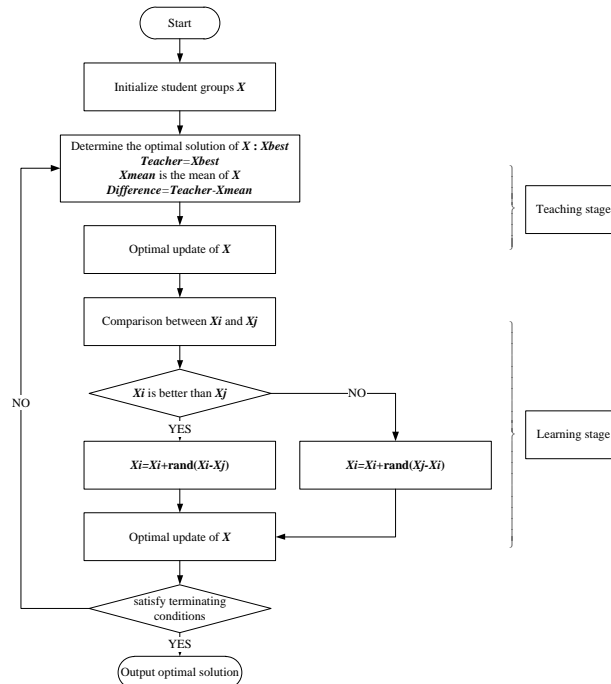 Start
Initialize student groups X
Determine the optimal solution of X : Xbest
Teacher=Xbest
Xmean is the mean of X
Difference=Teacher-Xmean
Teaching stage
Optimal update of X
Comparison between Xi and Xj
Xi is better than Xj
NO
NO
YES
Learning stage
Xi=Xi+rand(Xi-Xj)
Xi=Xi+rand(Xj-Xi)
Optimal update of X
satisfy terminating
conditions
YES
Output optimal solution